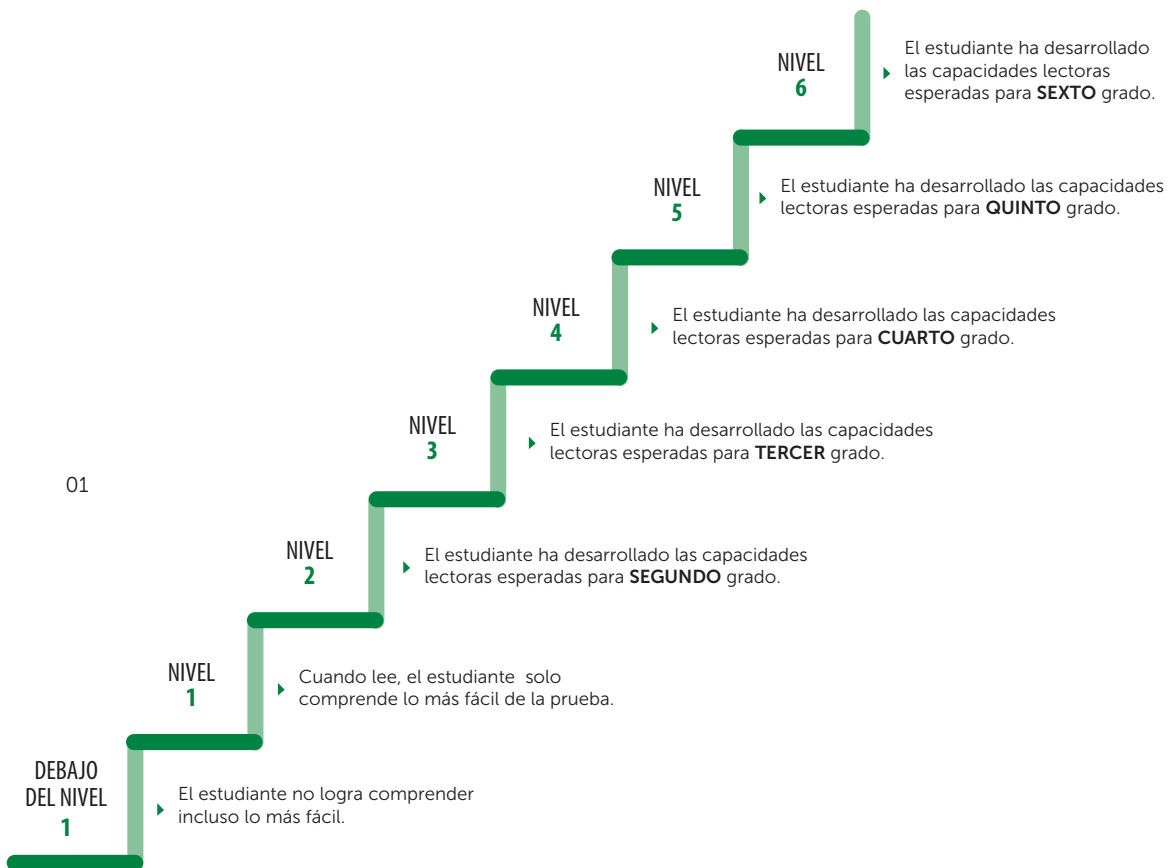 NIVEL
6
El estudiante ha desarrollado
las capacidades lectoras
esperadas para SEXTO grado.
NIVEL
5
El estudiante ha desarrollado las capacidades
lectoras esperadas para QUINTO grado.
NIVEL
4
El estudiante ha desarrollado las capacidades
lectoras esperadas para CUARTO grado.
NIVEL
3
El estudiante ha desarrollado las capacidades
lectoras esperadas para TERCER grado.
01
NIVEL
2
El estudiante ha desarrollado las capacidades
lectoras esperadas para SEGUNDO grado.
NIVEL
1
Cuando lee, el estudiante solo
comprende lo más fácil de la prueba.
DEBAJO
DEL NIVEL
1
El estudiante no logra comprender
incluso lo más fácil.